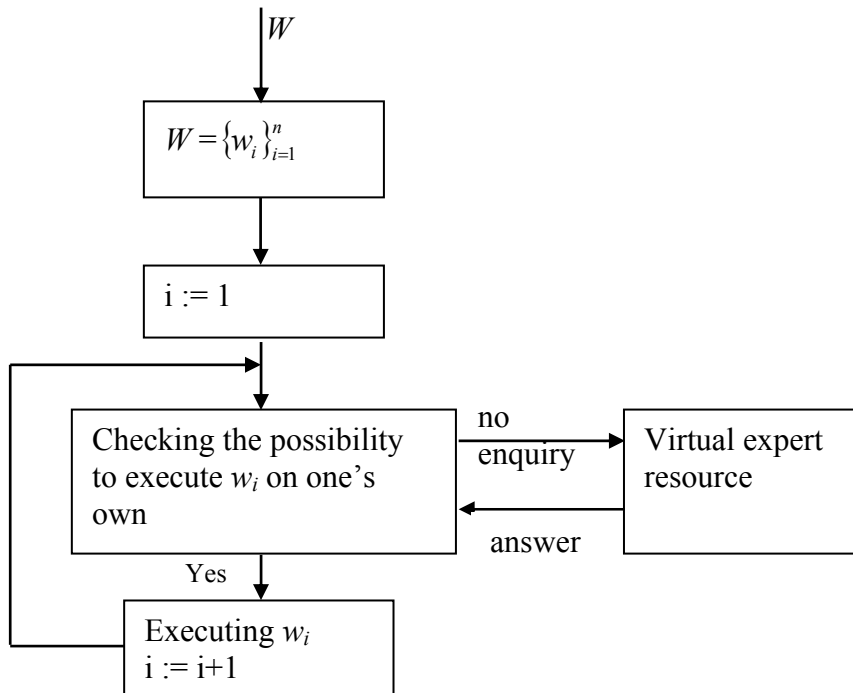 W
W = {w_i}_{i=1}^n
i := 1
Checking the possibility
to execute w_i on one’s
own
no
enquiry
Virtual expert
resource
answer
Yes
Executing w_i
i := i+1